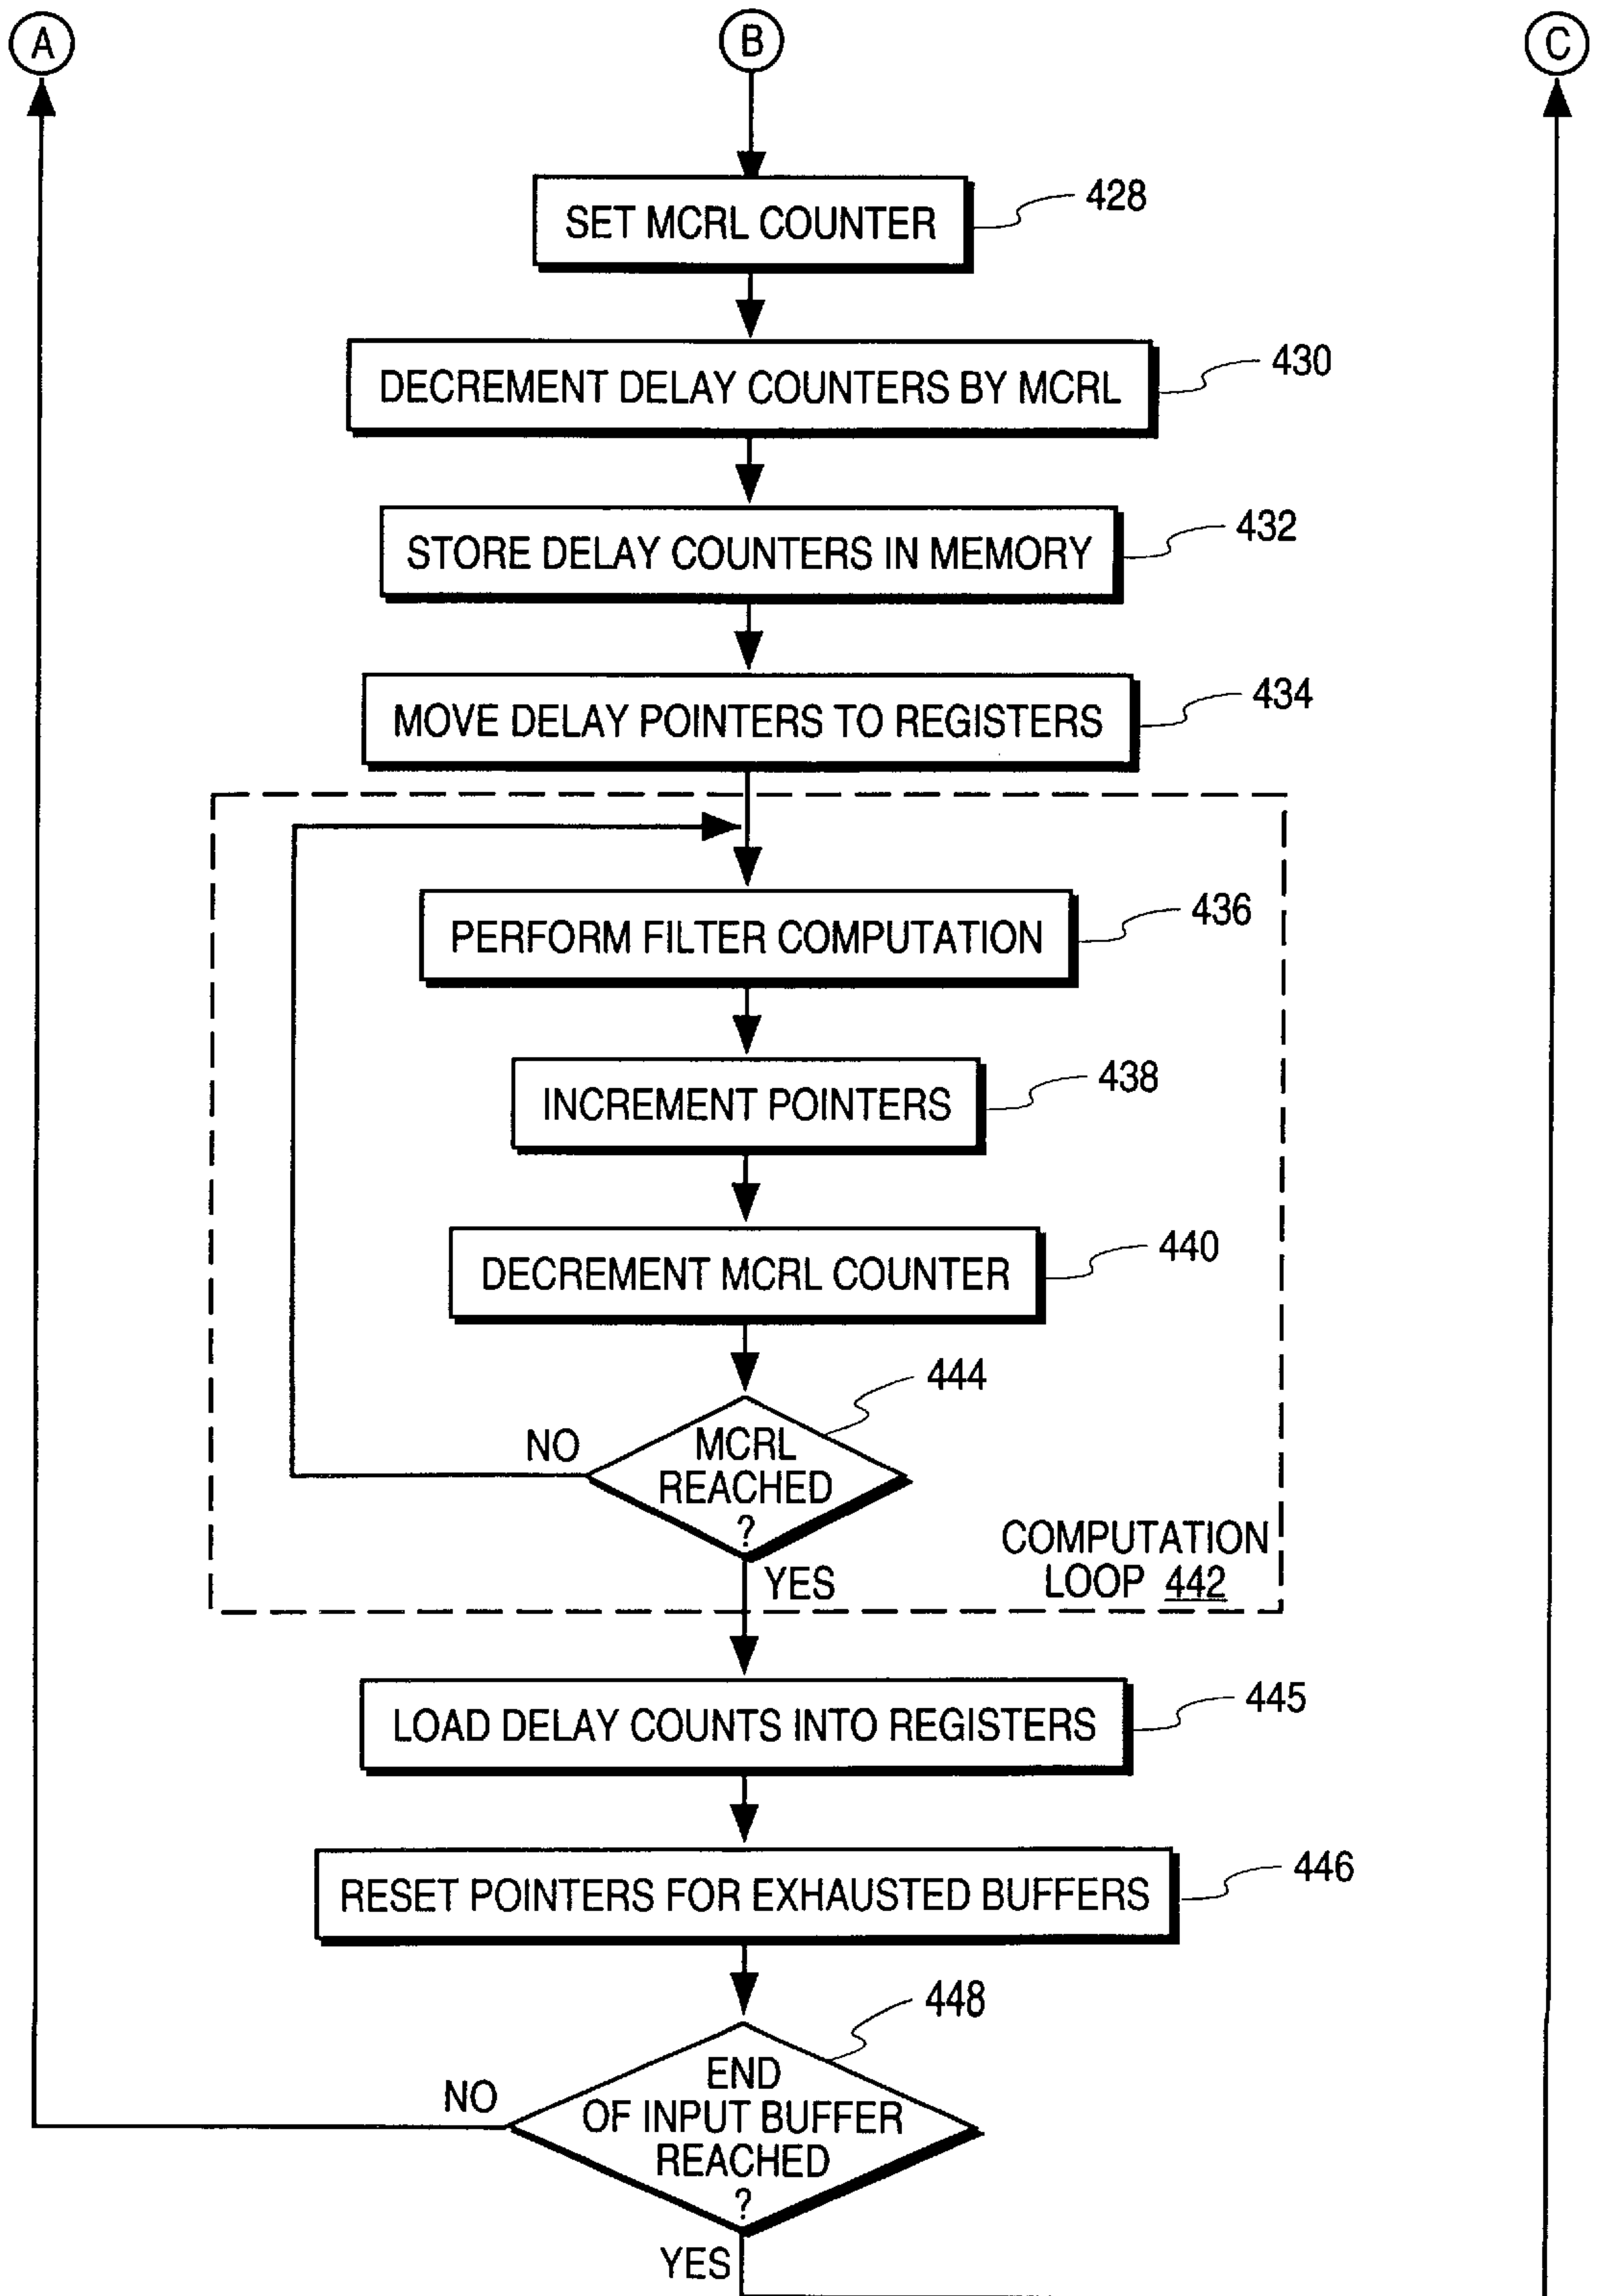 A
B
C
SET MCRL COUNTER
428
DECREMENT DELAY COUNTERS BY MCRL
430
STORE DELAY COUNTERS IN MEMORY
432
MOVE DELAY POINTERS TO REGISTERS
434
PERFORM FILTER COMPUTATION
436
INCREMENT POINTERS
438
DECREMENT MCRL COUNTER
440
444
NO
MCRL
REACHED
?
YES
COMPUTATION
LOOP 442
LOAD DELAY COUNTS INTO REGISTERS
445
RESET POINTERS FOR EXHAUSTED BUFFERS
446
448
NO
END
OF INPUT BUFFER
REACHED
?
YES